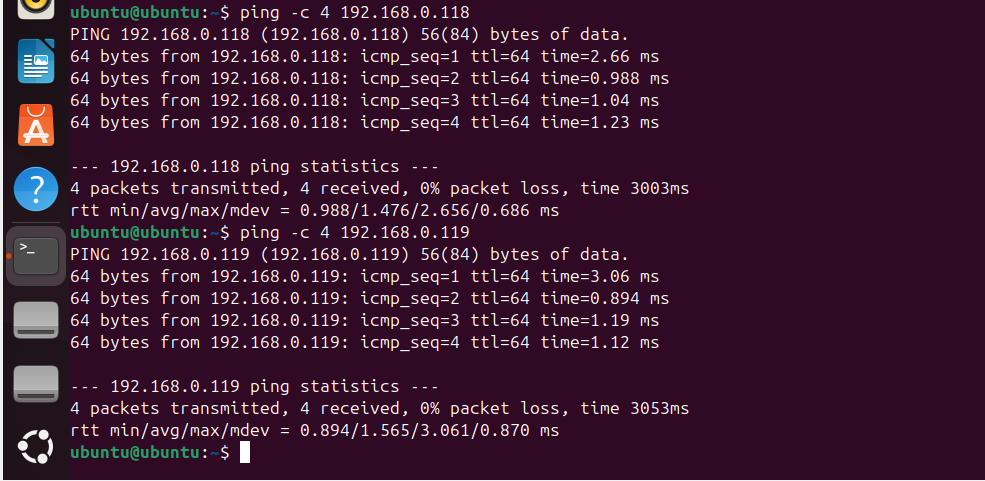 ubuntu@ubuntu:~$ ping -c 4 192.168.0.118
PING 192.168.0.118 (192.168.0.118) 56(84) bytes of data.
64 bytes from 192.168.0.118: icmp_seq=1 ttl=64 time=2.66 ms
64 bytes from 192.168.0.118: icmp_seq=2 ttl=64 time=0.988 ms
64 bytes from 192.168.0.118: icmp_seq=3 ttl=64 time=1.04 ms
64 bytes from 192.168.0.118: icmp_seq=4 ttl=64 time=1.23 ms
--- 192.168.0.118 ping statistics ---
4 packets transmitted, 4 received, 0% packet loss, time 3003ms
rtt min/avg/max/mdev = 0.988/1.476/2.656/0.686 ms
ubuntu@ubuntu:~$ ping -c 4 192.168.0.119
PING 192.168.0.119 (192.168.0.119) 56(84) bytes of data.
64 bytes from 192.168.0.119: icmp_seq=1 ttl=64 time=3.06 ms
64 bytes from 192.168.0.119: icmp_seq=2 ttl=64 time=0.894 ms
64 bytes from 192.168.0.119: icmp_seq=3 ttl=64 time=1.19 ms
64 bytes from 192.168.0.119: icmp_seq=4 ttl=64 time=1.12 ms
--- 192.168.0.119 ping statistics ---
4 packets transmitted, 4 received, 0% packet loss, time 3053ms
rtt min/avg/max/mdev = 0.894/1.565/3.061/0.870 ms
ubuntu@ubuntu:~$